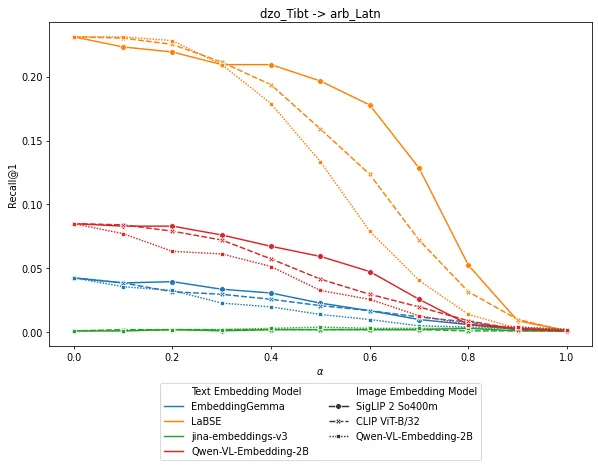 dzo_Tibt -> arb_Latn
Recall@1
0.20
0.15
0.10
0.05
0.00
0.0 0.2 0.4 0.6 0.8 1.0
α
Text Embedding Model Image Embedding Model
EmbeddingGemma SigLIP 2 So400m
LaBSE CLIP ViT-B/32
jina-embeddings-v3 Qwen-VL-Embedding-2B
Qwen-VL-Embedding-2B